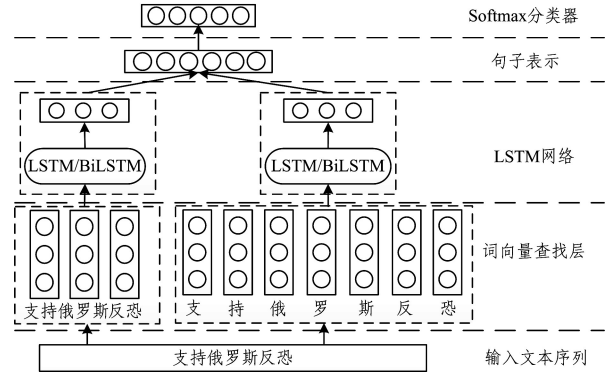 Softmax分类器
句子表示
LSTM/BiLSTM
LSTM/BiLSTM
LSTM网络
词向量查找层
支持俄罗斯反恐
支 持 俄 罗 斯 反 恐
支持俄罗斯反恐
输入文本序列